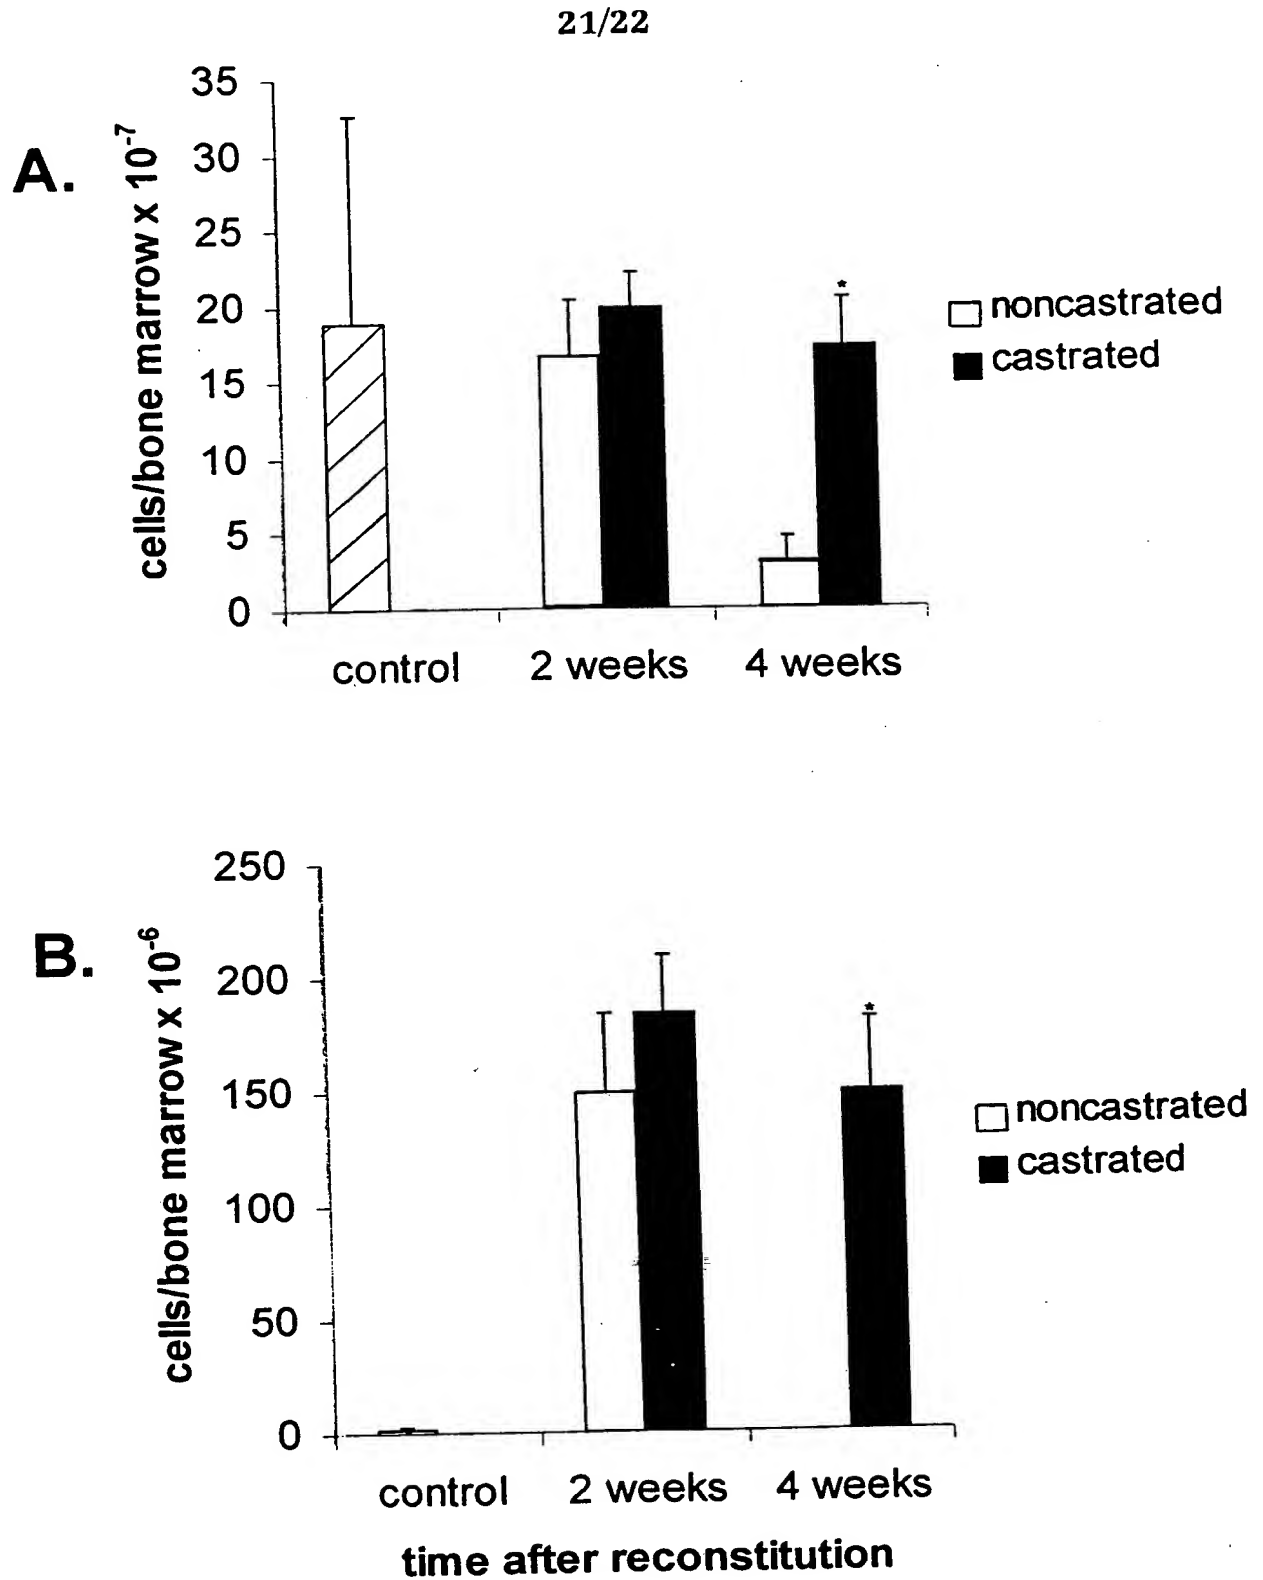 21/22
A.
cells/bone marrow x 10-7
35
30
25
20
15
10
5
0
control 2 weeks 4 weeks
*
noncastrated
castrated
B.
cells/bone marrow x 10-6
250
200
150
100
50
0
control 2 weeks 4 weeks
*
noncastrated
castrated
time after reconstitution